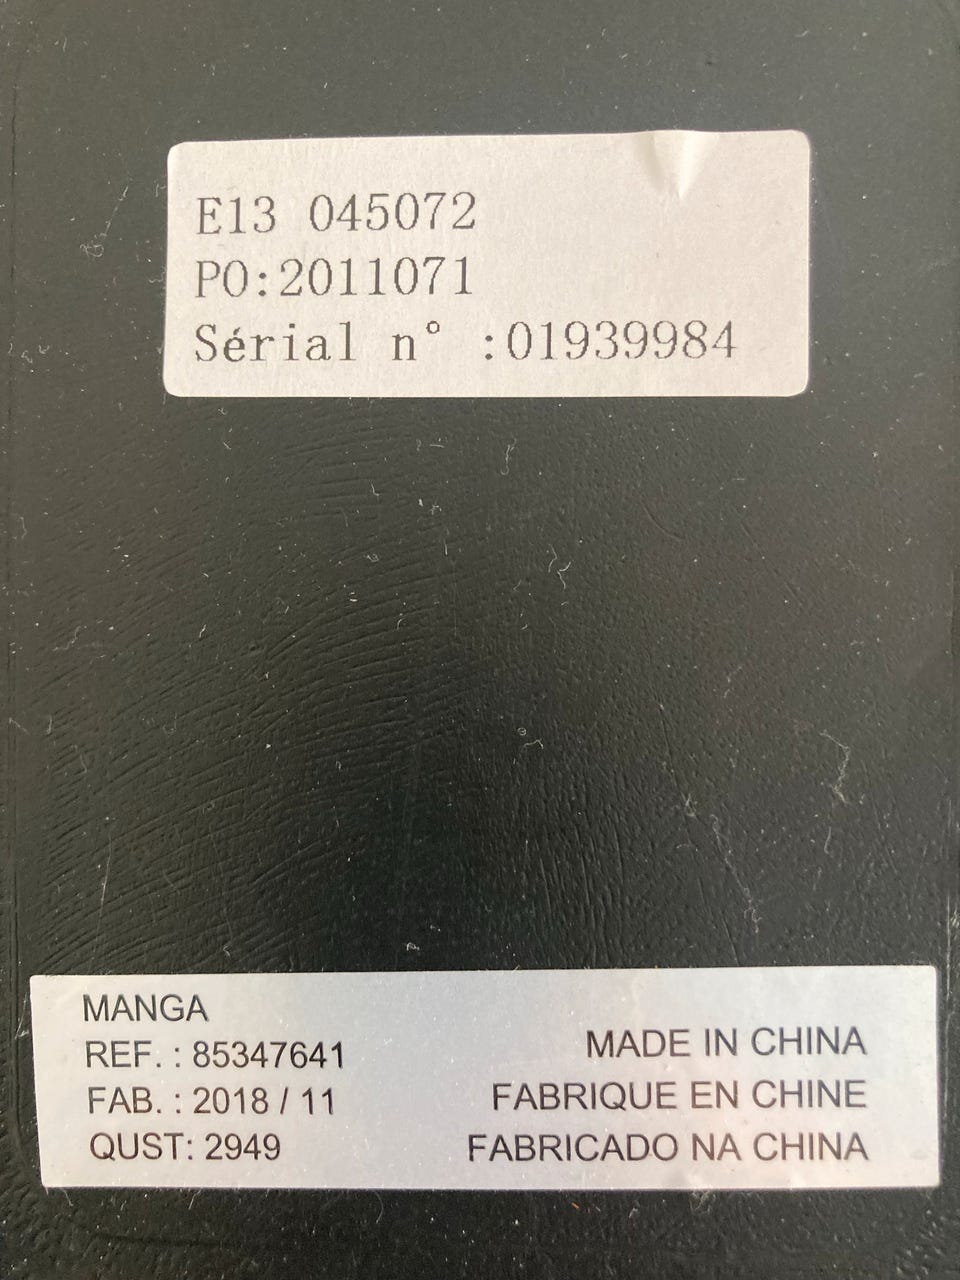 E13 045072
PO:2011071
Sérial n° :01939984
MANGA
REF. : 85347641
FAB. : 2018 / 11
QUST: 2949
MADE IN CHINA
FABRIQUE EN CHINE
FABRICADO NA CHINA